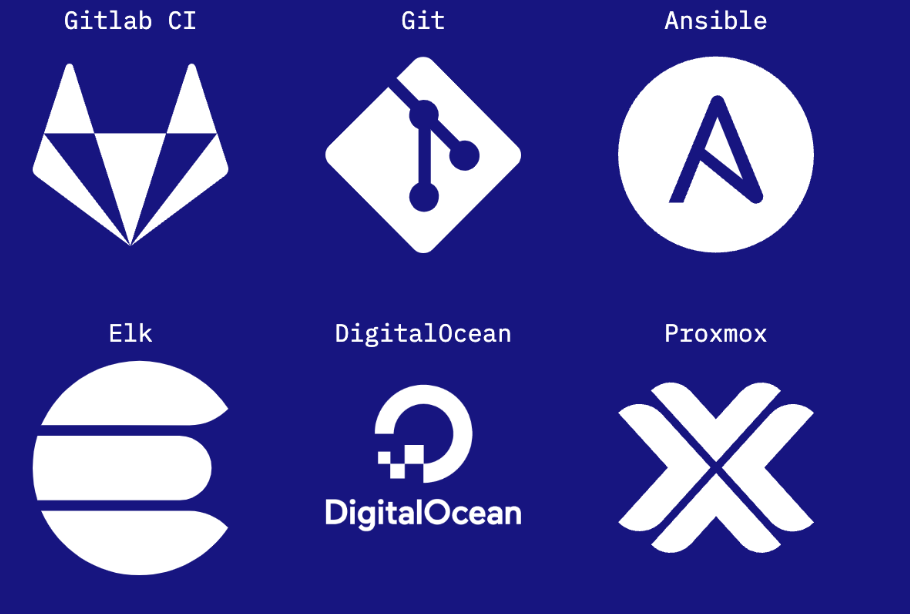 Gitlab CI
Git
Ansible
Elk
DigitalOcean
Proxmox
DigitalOcean